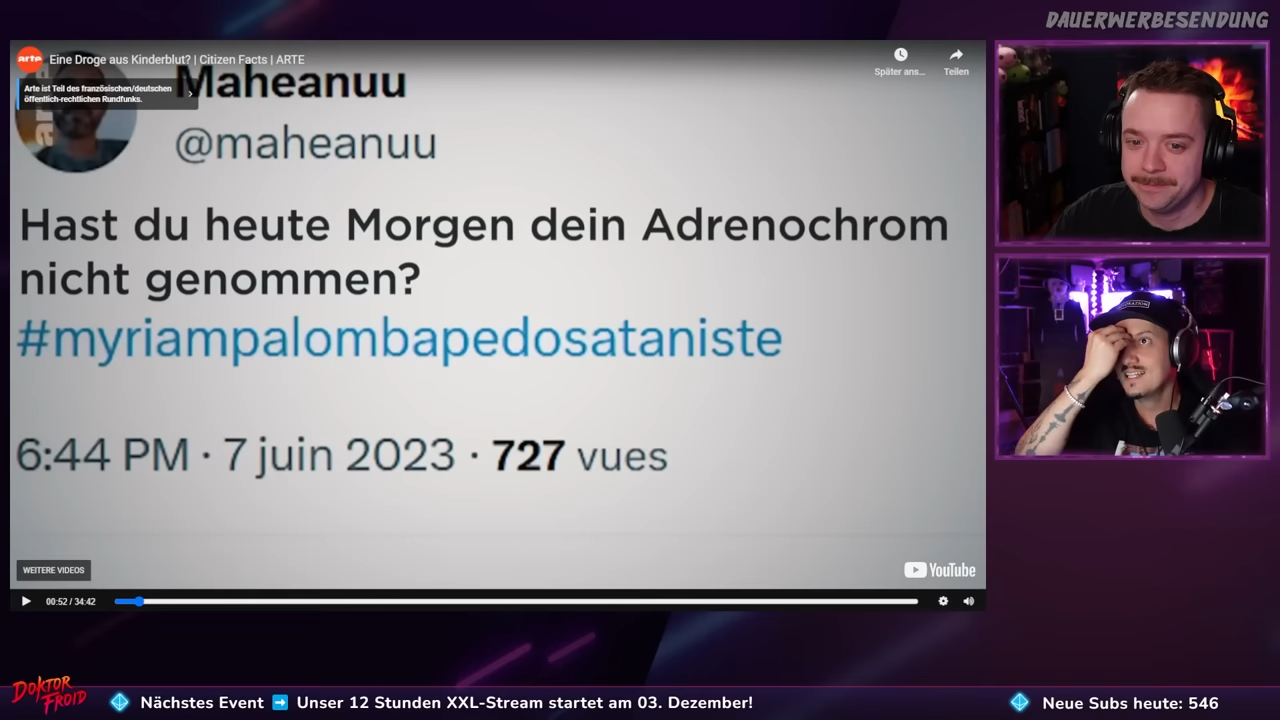 DAUERWERBESENDUNG
arte
Eine Droge aus Kinderblut? | Citizen Facts | ARTE
Später ans...
Teilen
Arte ist Teil des französischen/deutschen
öffentlich-rechtlichen Rundfunks.
Maheanuu
@maheanuu
Hast du heute Morgen dein Adrenochrom
nicht genommen?
#myriampalombapedosataniste
6:44 PM · 7 juin 2023 · 727 vues
WEITERE VIDEOS
YouTube
00:52 / 34:42
DOKTOR
FROID
Nächstes Event ➡ Unser 12 Stunden XXL-Stream startet am 03. Dezember!
Neue Subs heute: 546